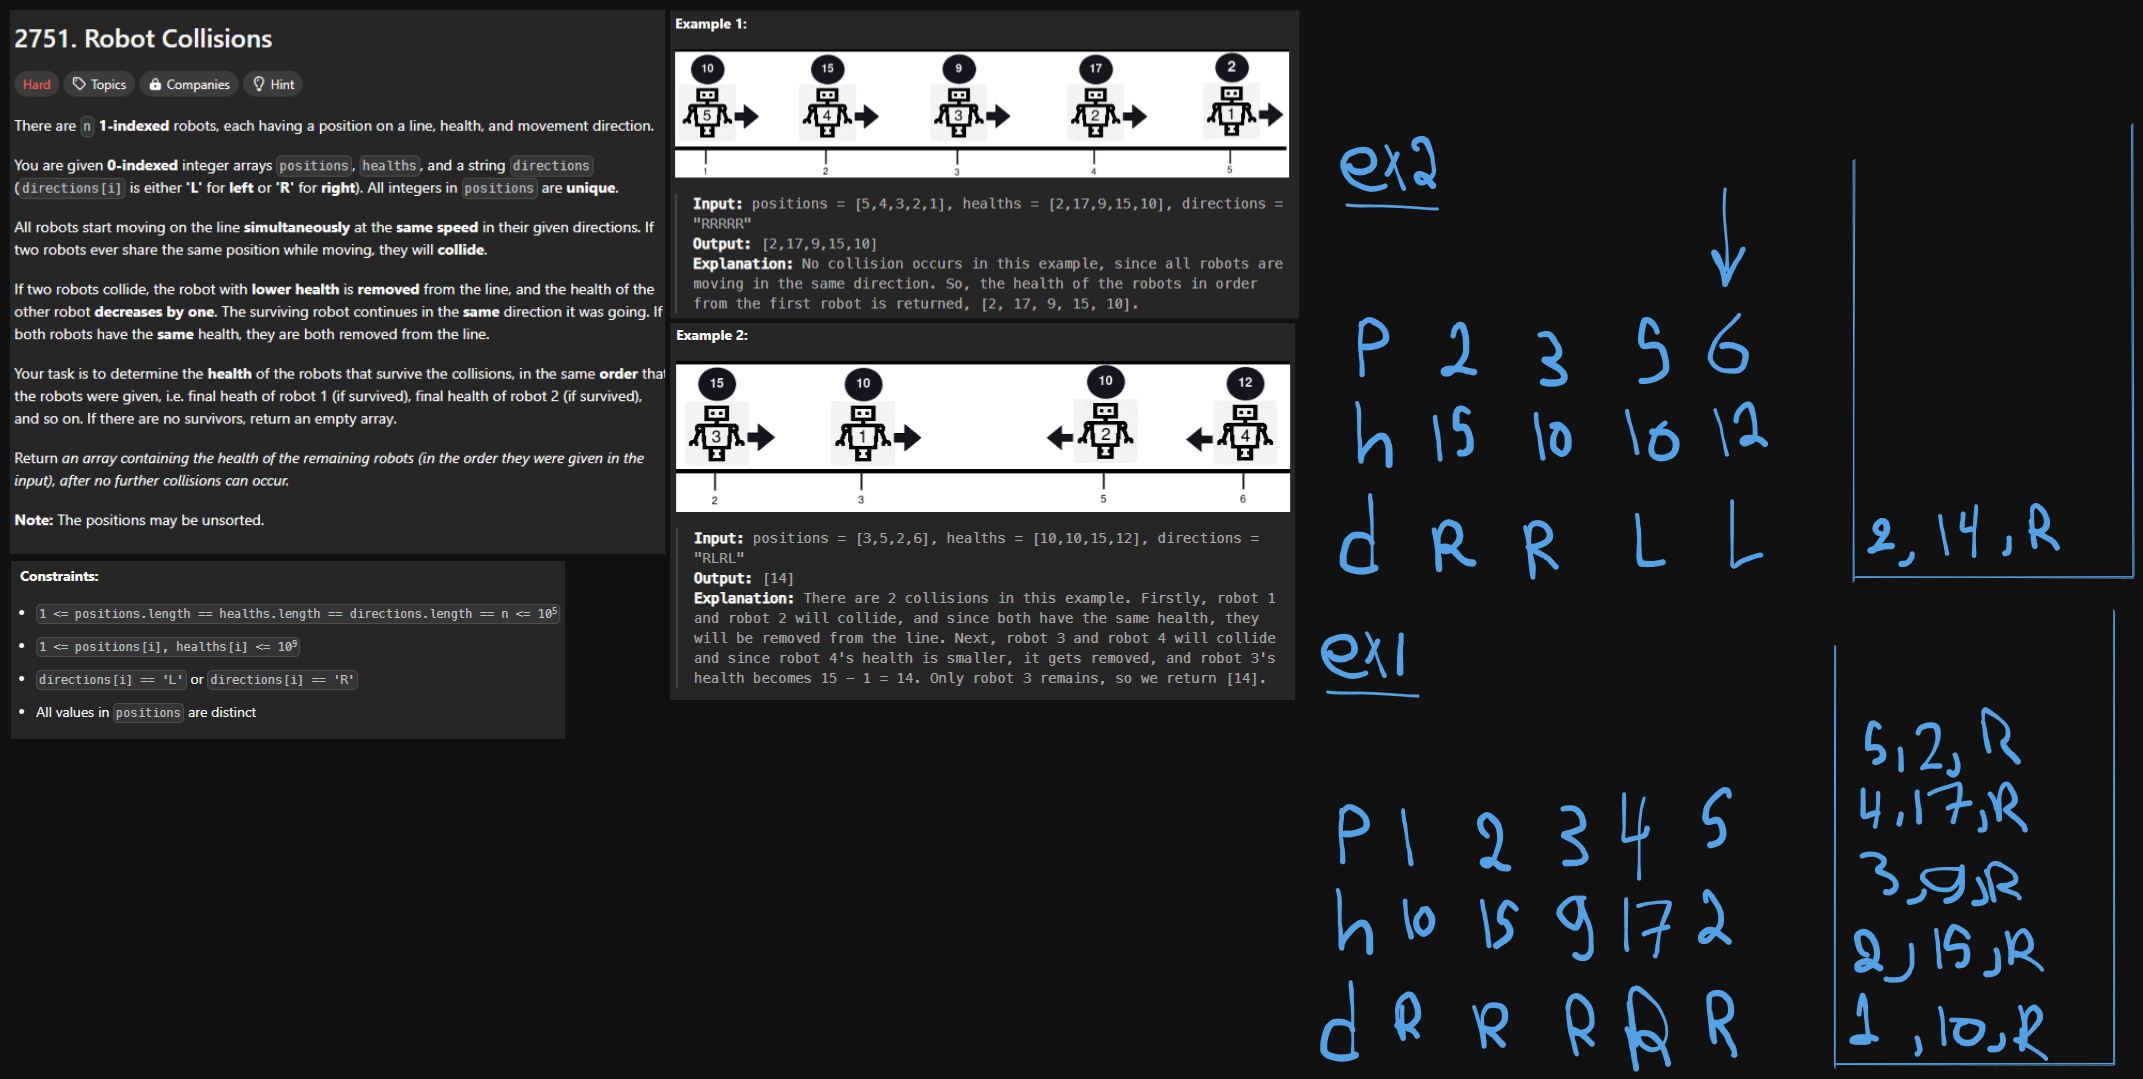 2751. Robot Collisions
Hard Topics Companies Hint
There are n 1-indexed robots, each having a position on a line, health, and movement direction.
You are given 0-indexed integer arrays positions, healths, and a string directions
(directions[i] is either 'L' for left or 'R' for right). All integers in positions are unique.
All robots start moving on the line simultaneously at the same speed in their given directions. If
two robots ever share the same position while moving, they will collide.
If two robots collide, the robot with lower health is removed from the line, and the health of the
other robot decreases by one. The surviving robot continues in the same direction it was going. If
both robots have the same health, they are both removed from the line.
Your task is to determine the health of the robots that survive the collisions, in the same order that
the robots were given, i.e. final heath of robot 1 (if survived), final health of robot 2 (if survived),
and so on. If there are no survivors, return an empty array.
Return an array containing the health of the remaining robots (in the order they were given in the
input), after no further collisions can occur.
Note: The positions may be unsorted.
Constraints:
1 <= positions.length == healths.length == directions.length == n <= 10⁵
1 <= positions[i], healths[i] <= 10⁹
directions[i] == 'L' or directions[i] == 'R'
All values in positions are distinct
Example 1:
10 15 9 17 2
5 4 3 2 1
1 2 3 4 5
Input: positions = [5,4,3,2,1], healths = [2,17,9,15,10], directions =
"RRRRR"
Output: [2,17,9,15,10]
Explanation: No collision occurs in this example, since all robots are
moving in the same direction. So, the health of the robots in order
from the first robot is returned, [2, 17, 9, 15, 10].
Example 2:
15 10 10 12
3 1 2 4
2 3 5 6
Input: positions = [3,5,2,6], healths = [10,10,15,12], directions =
"RLRL"
Output: [14]
Explanation: There are 2 collisions in this example. Firstly, robot 1
and robot 2 will collide, and since both have the same health, they
will be removed from the line. Next, robot 3 and robot 4 will collide
and since robot 4's health is smaller, it gets removed, and robot 3's
health becomes 15 - 1 = 14. Only robot 3 remains, so we return [14].
ex2
P 2 3 5 6
h 15 10 10 12
d R R L L
2, 14, R
ex1
P 1 2 3 4 5
h 10 15 9 17 2
d R R R R R
5, 2, R
4, 17, R
3, 9, R
2, 15, R
1, 10, R